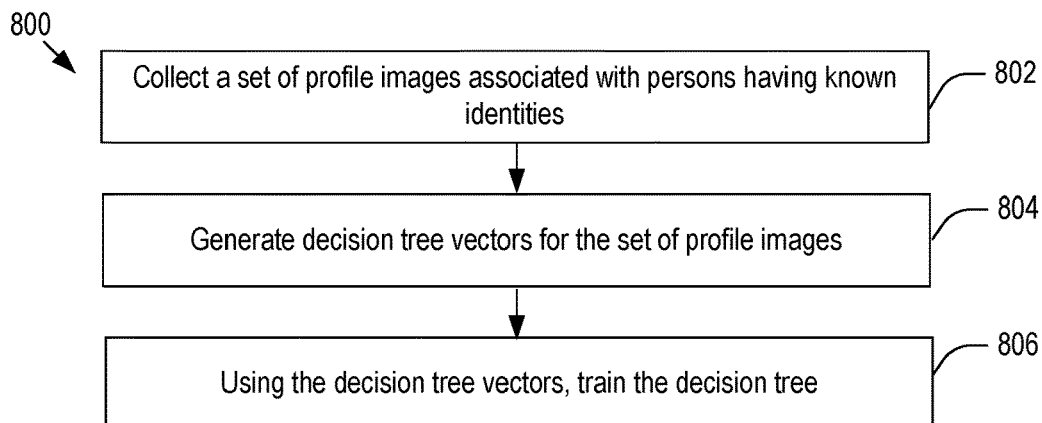 800
Collect a set of profile images associated with persons having known
identities
802
Generate decision tree vectors for the set of profile images
804
Using the decision tree vectors, train the decision tree
806